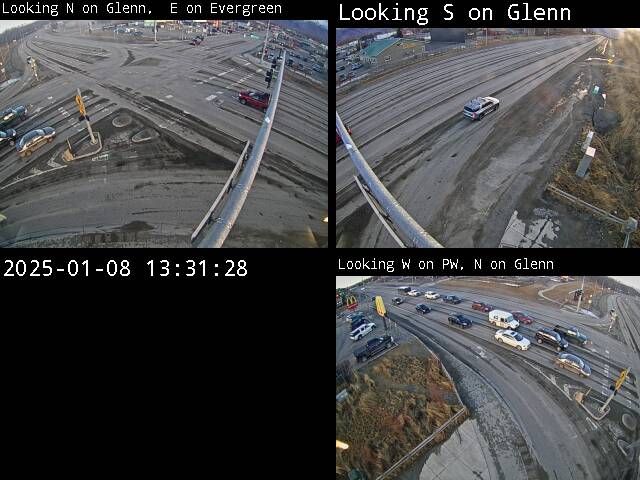 Looking N on Glenn,  E on Evergreen
Looking S on Glenn
2025-01-08 13:31:28
Looking W on PW, N on Glenn